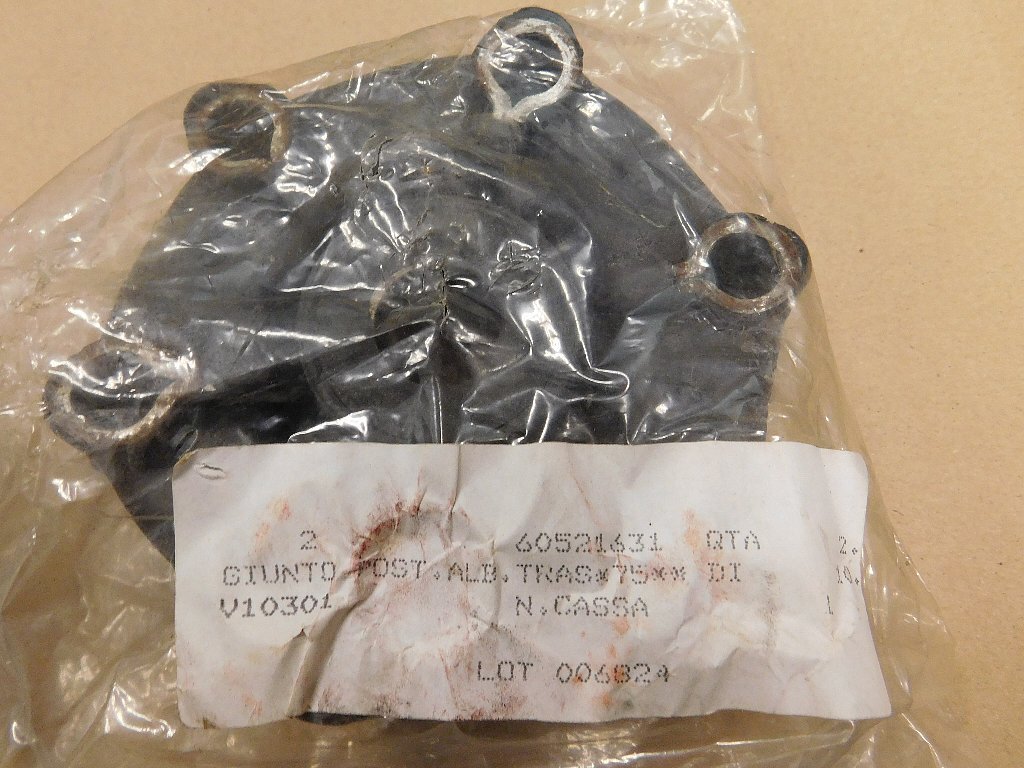 2 60521631 QTA 2.
GIUNTO POST.ALB.TRAS*75** DI 10.
V10301 N.CASSA 1
LOT 006824